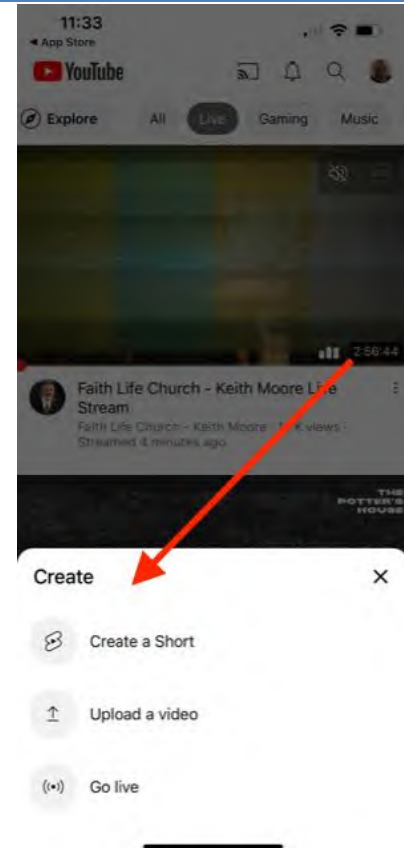 11:33
◀ App Store
YouTube
Explore All Live Gaming Music
2:56:44
Faith Life Church - Keith Moore Live
Stream
Faith Life Church - Keith Moore views
Streamed 4 minutes ago
THE
POTTER'S
HOUSE
Create
Create a Short
Upload a video
Go live